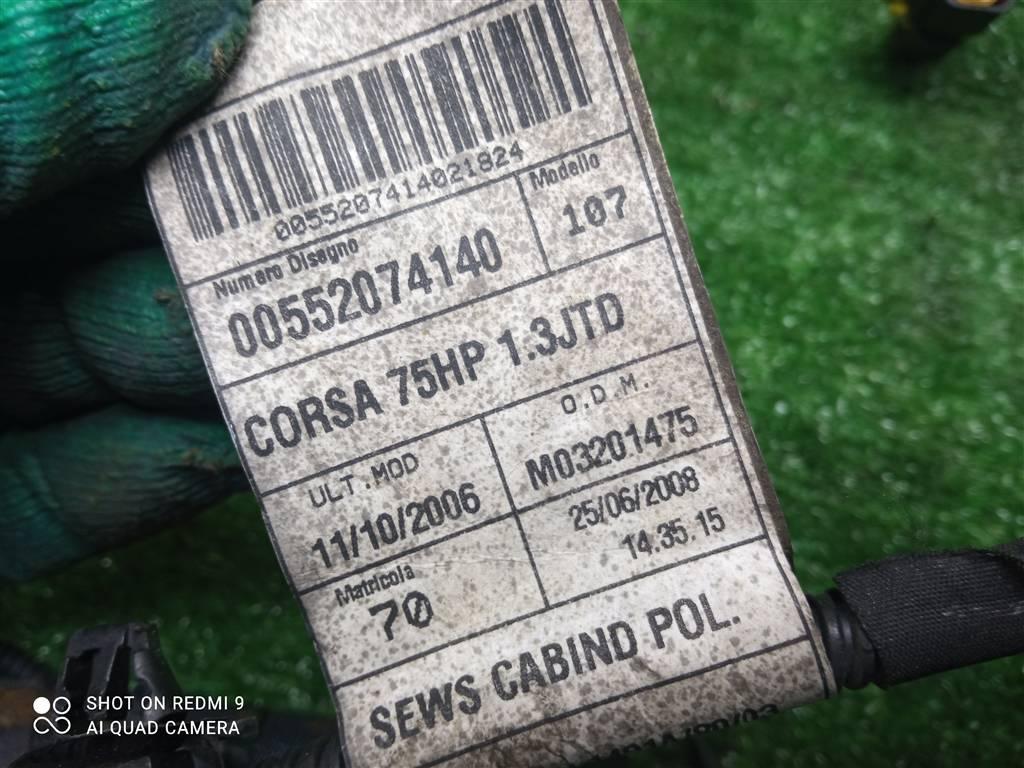 0055207414021824
Numero Disegno
00552074140
Modello
107
CORSA 75HP 1.3JTD
ULT.MOD
11/10/2006
O.D.M.
M03201475
Matricola
70
25/06/2008
14.35.15
SEWS CABIND POL.
SHOT ON REDMI 9
AI QUAD CAMERA